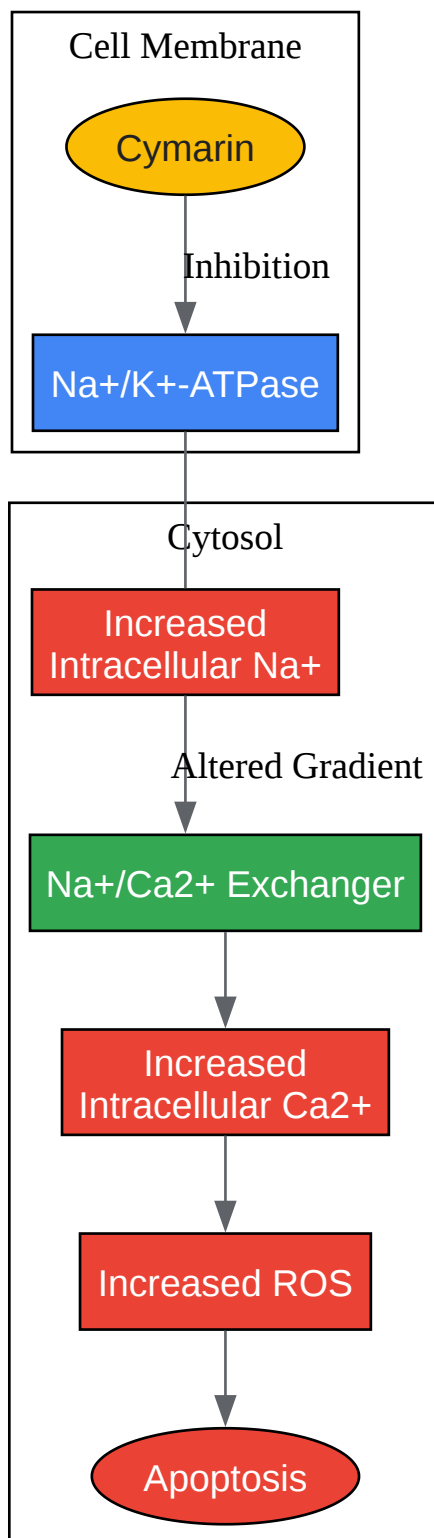 Cell Membrane
Cymarin
Inhibition
Na+/K+-ATPase
Cytosol
Increased
Intracellular Na+
Altered Gradient
Na+/Ca2+ Exchanger
Increased
Intracellular Ca2+
Increased ROS
Apoptosis